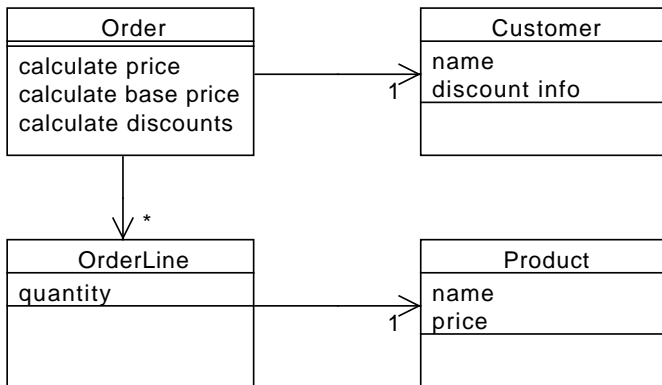 Order
calculate price
calculate base price
calculate discounts
1
Customer
name
discount info
*
OrderLine
quantity
1
Product
name
price